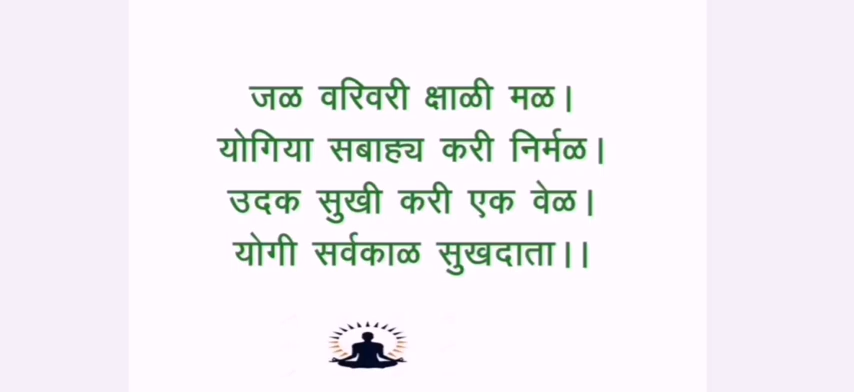 जळ वरिवरी क्षाळी मळ।
योगिया सबाह्य करी निर्मळ।
उदक सुखी करी एक वेळ।
योगी सर्वकाळ सुखदाता।।